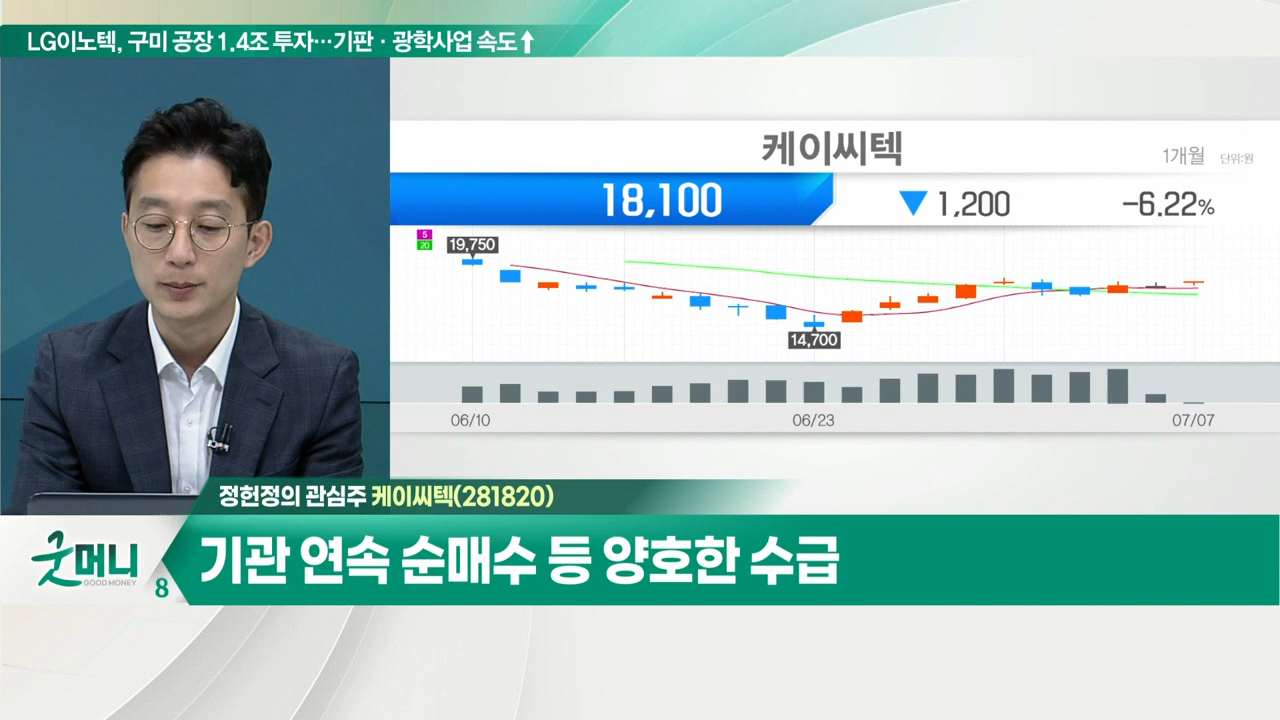 LG이노텍, 구미 공장 1.4조 투자…기판·광학사업 속도↑
케이씨텍
1개월 단위:원
18,100 ▼ 1,200 -6.22%
5
20
19,750
14,700
06/10 06/23 07/07
정헌정의 관심주 케이씨텍(281820)
굿머니
GOOD MONEY
8
기관 연속 순매수 등 양호한 수급